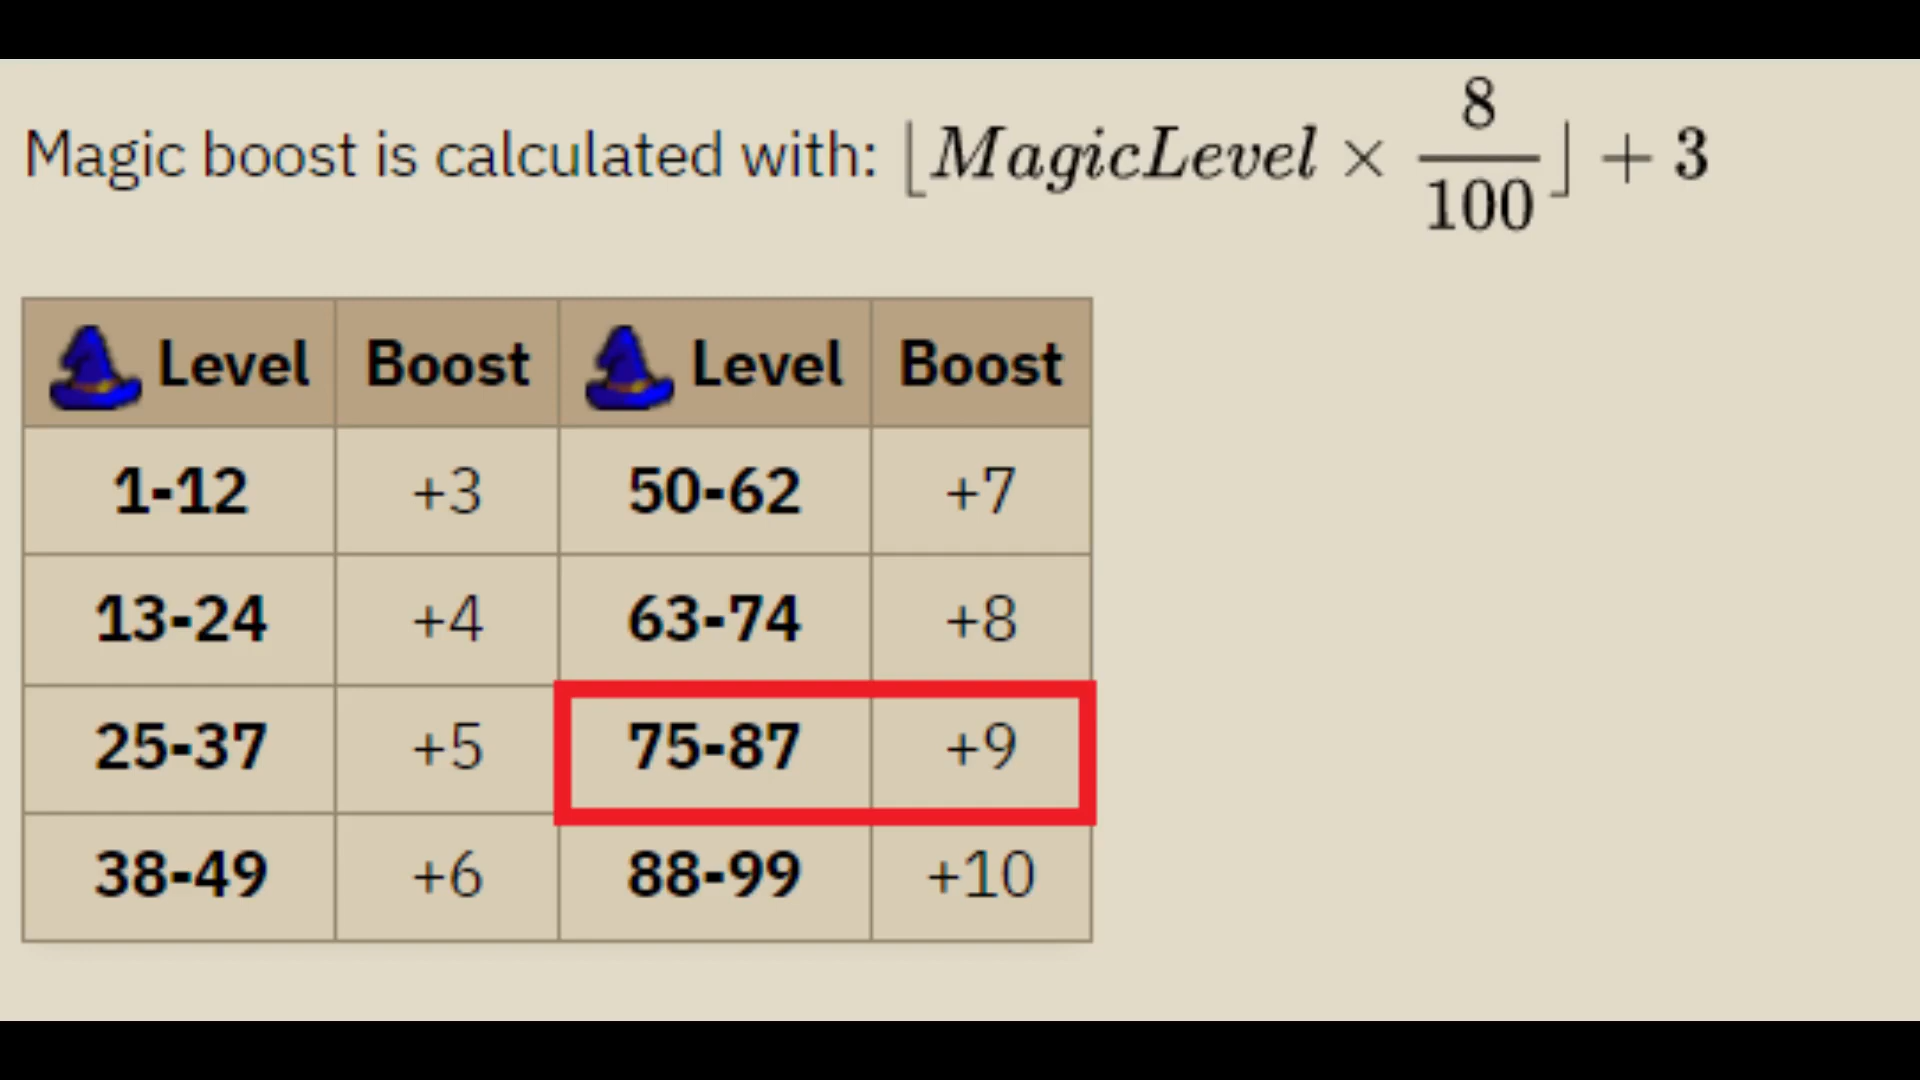 Magic boost is calculated with: ⌊MagicLevel × 8/100⌋ + 3
Level Boost Level Boost
1-12 +3 50-62 +7
13-24 +4 63-74 +8
25-37 +5 75-87 +9
38-49 +6 88-99 +10